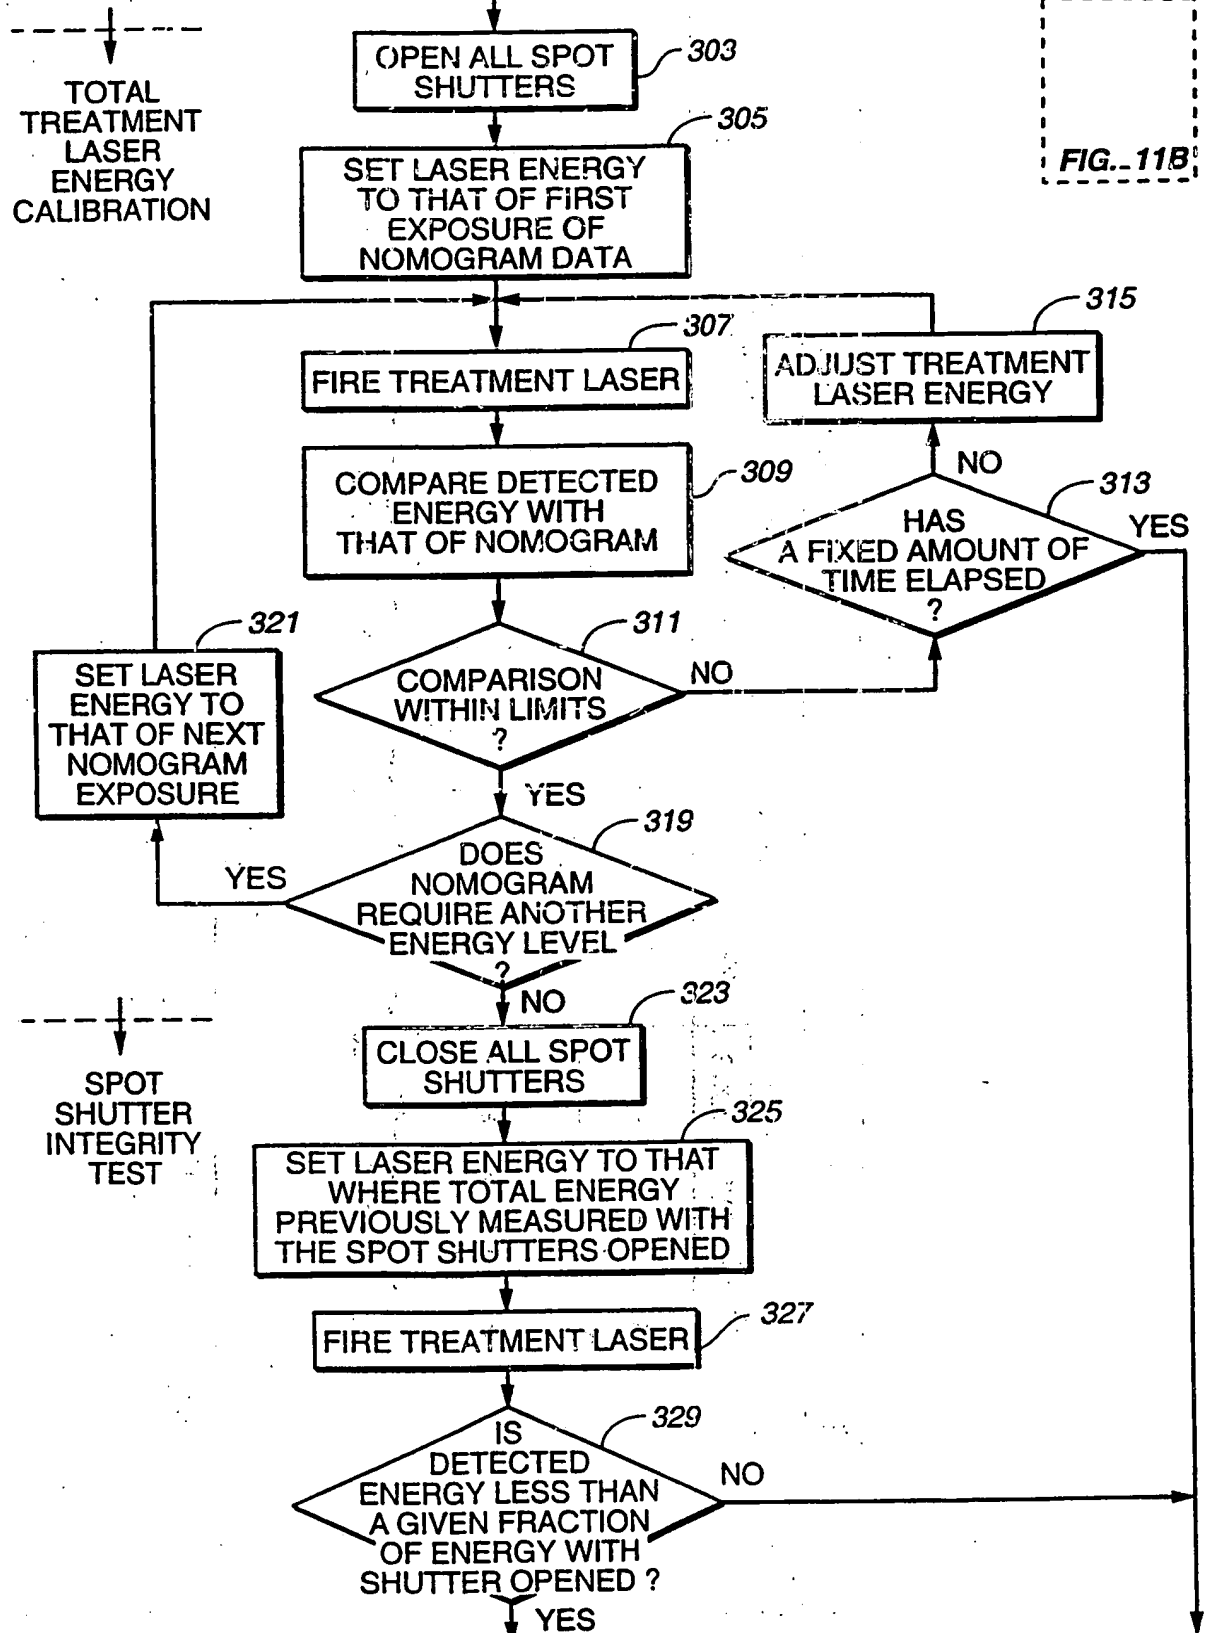 OPEN ALL SPOT
SHUTTERS
303
TOTAL
TREATMENT
LASER
ENERGY
CALIBRATION
FIG._11B
305
SET LASER ENERGY
TO THAT OF FIRST
EXPOSURE OF
NOMOGRAM DATA
307
FIRE TREATMENT LASER
315
ADJUST TREATMENT
LASER ENERGY
NO
309
COMPARE DETECTED
ENERGY WITH
THAT OF NOMOGRAM
313
HAS
A FIXED AMOUNT OF
TIME ELAPSED
?
YES
321
SET LASER
ENERGY TO
THAT OF NEXT
NOMOGRAM
EXPOSURE
311
COMPARISON
WITHIN LIMITS
?
NO
YES
319
DOES
NOMOGRAM
REQUIRE ANOTHER
ENERGY LEVEL
?
YES
NO
323
CLOSE ALL SPOT
SHUTTERS
SPOT
SHUTTER
INTEGRITY
TEST
325
SET LASER ENERGY TO THAT
WHERE TOTAL ENERGY
PREVIOUSLY MEASURED WITH
THE SPOT SHUTTERS OPENED
327
FIRE TREATMENT LASER
329
IS
DETECTED
ENERGY LESS THAN
A GIVEN FRACTION
OF ENERGY WITH
SHUTTER OPENED ?
NO
YES